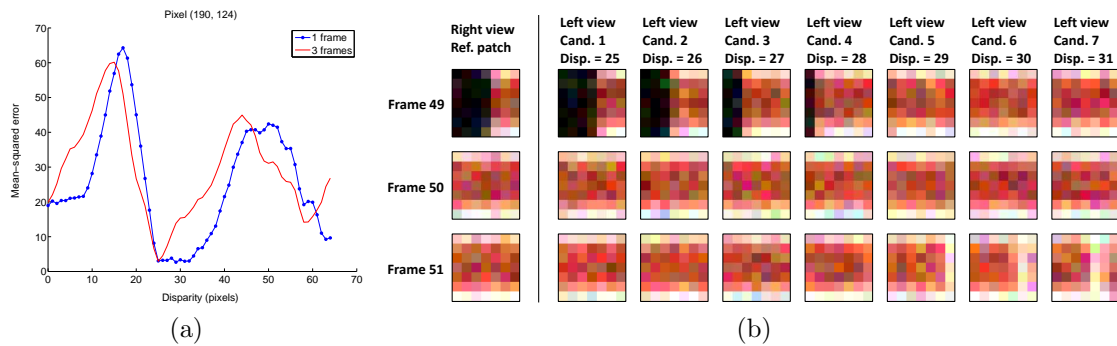 Pixel (190, 124)
70
60
50
40
30
20
10
0
Mean−squared error
1 frame
3 frames
0 10 20 30 40 50 60 70
Disparity (pixels)
(a)
Right view
Ref. patch
Left view
Cand. 1
Disp. = 25
Left view
Cand. 2
Disp. = 26
Left view
Cand. 3
Disp. = 27
Left view
Cand. 4
Disp. = 28
Left view
Cand. 5
Disp. = 29
Left view
Cand. 6
Disp. = 30
Left view
Cand. 7
Disp. = 31
Frame 49
Frame 50
Frame 51
(b)